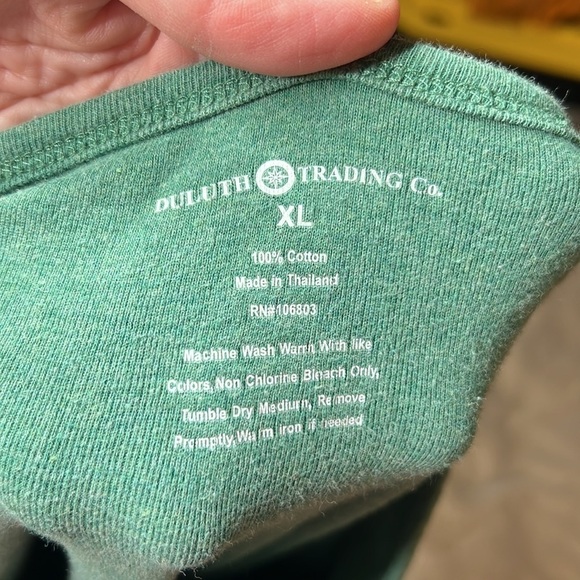 DULUTH TRADING Co.
XL
100% Cotton
Made in Thailand
RN#106803
Machine Wash Warm With like
Colors, Non Chlorine Bleach Only,
Tumble Dry Medium, Remove
Promptly, Warm iron if needed